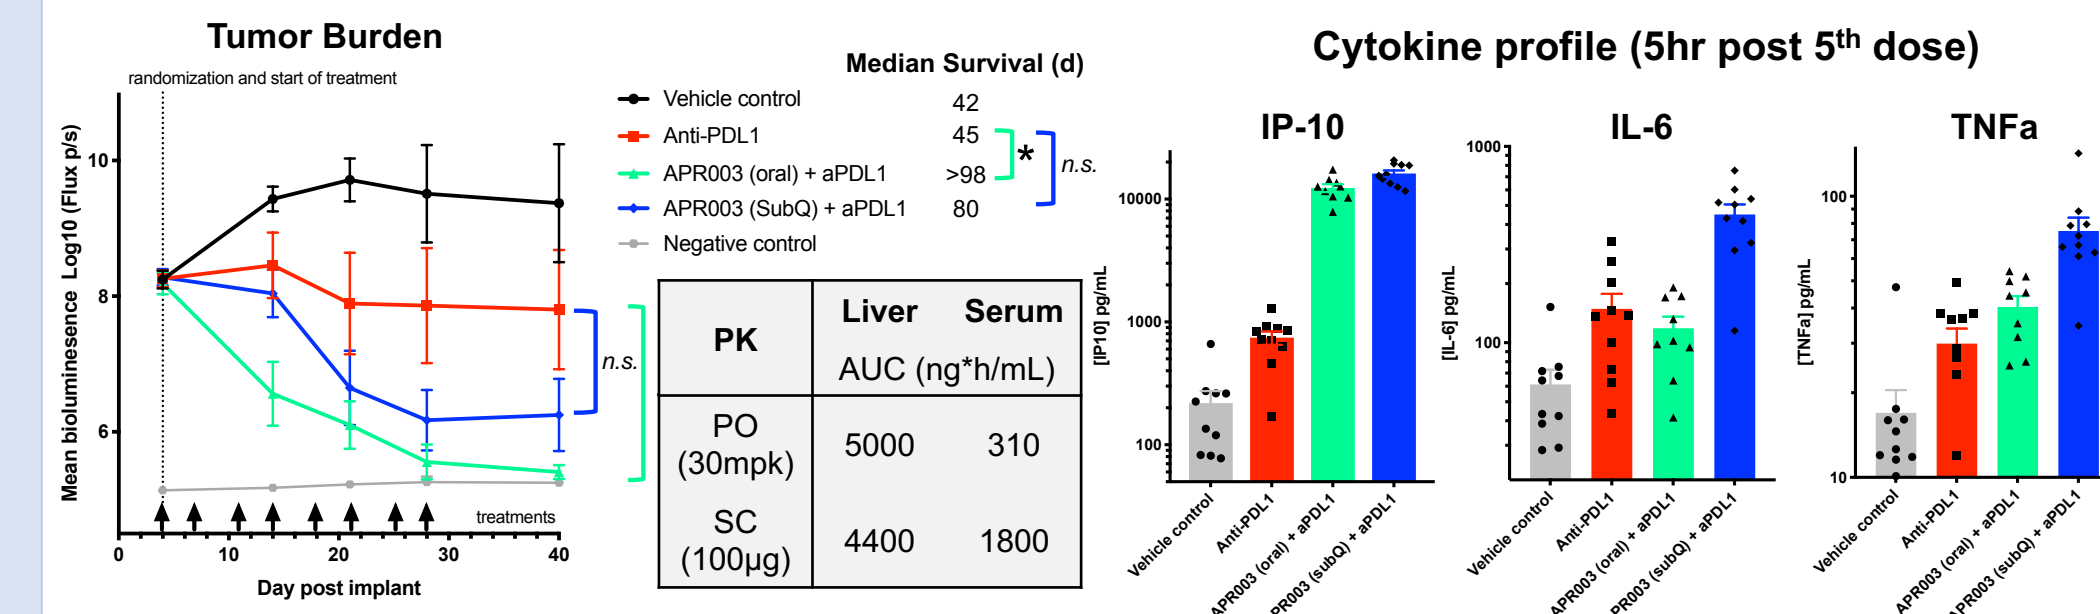 Tumor Burden
randomization and start of treatment
Mean bioluminesence Log10 (Flux p/s)
10
8
6
treatments
0 10 20 30 40
Day post implant
n.s.
Median Survival (d)
Vehicle control 42
Anti-PDL1 45
APR003 (oral) + aPDL1 >98
APR003 (SubQ) + aPDL1 80
Negative control
*
n.s.
PK Liver Serum
AUC (ng*h/mL)
PO (30mpk) 5000 310
SC (100µg) 4400 1800
Cytokine profile (5hr post 5th dose)
IP-10
[IP10] pg/mL
10000
1000
100
Vehicle control
Anti-PDL1
APR003 (oral) + aPDL1
PR003 (subQ) + aPDL1
IL-6
[IL-6] pg/mL
1000
100
Vehicle control
Anti-PDL1
APR003 (oral) + aPDL1
PR003 (subQ) + aPDL1
TNFa
[TNFa] pg/mL
100
10
Vehicle control
Anti-PDL1
APR003 (oral) + aPDL1
APR003 (subQ) + aPDL1